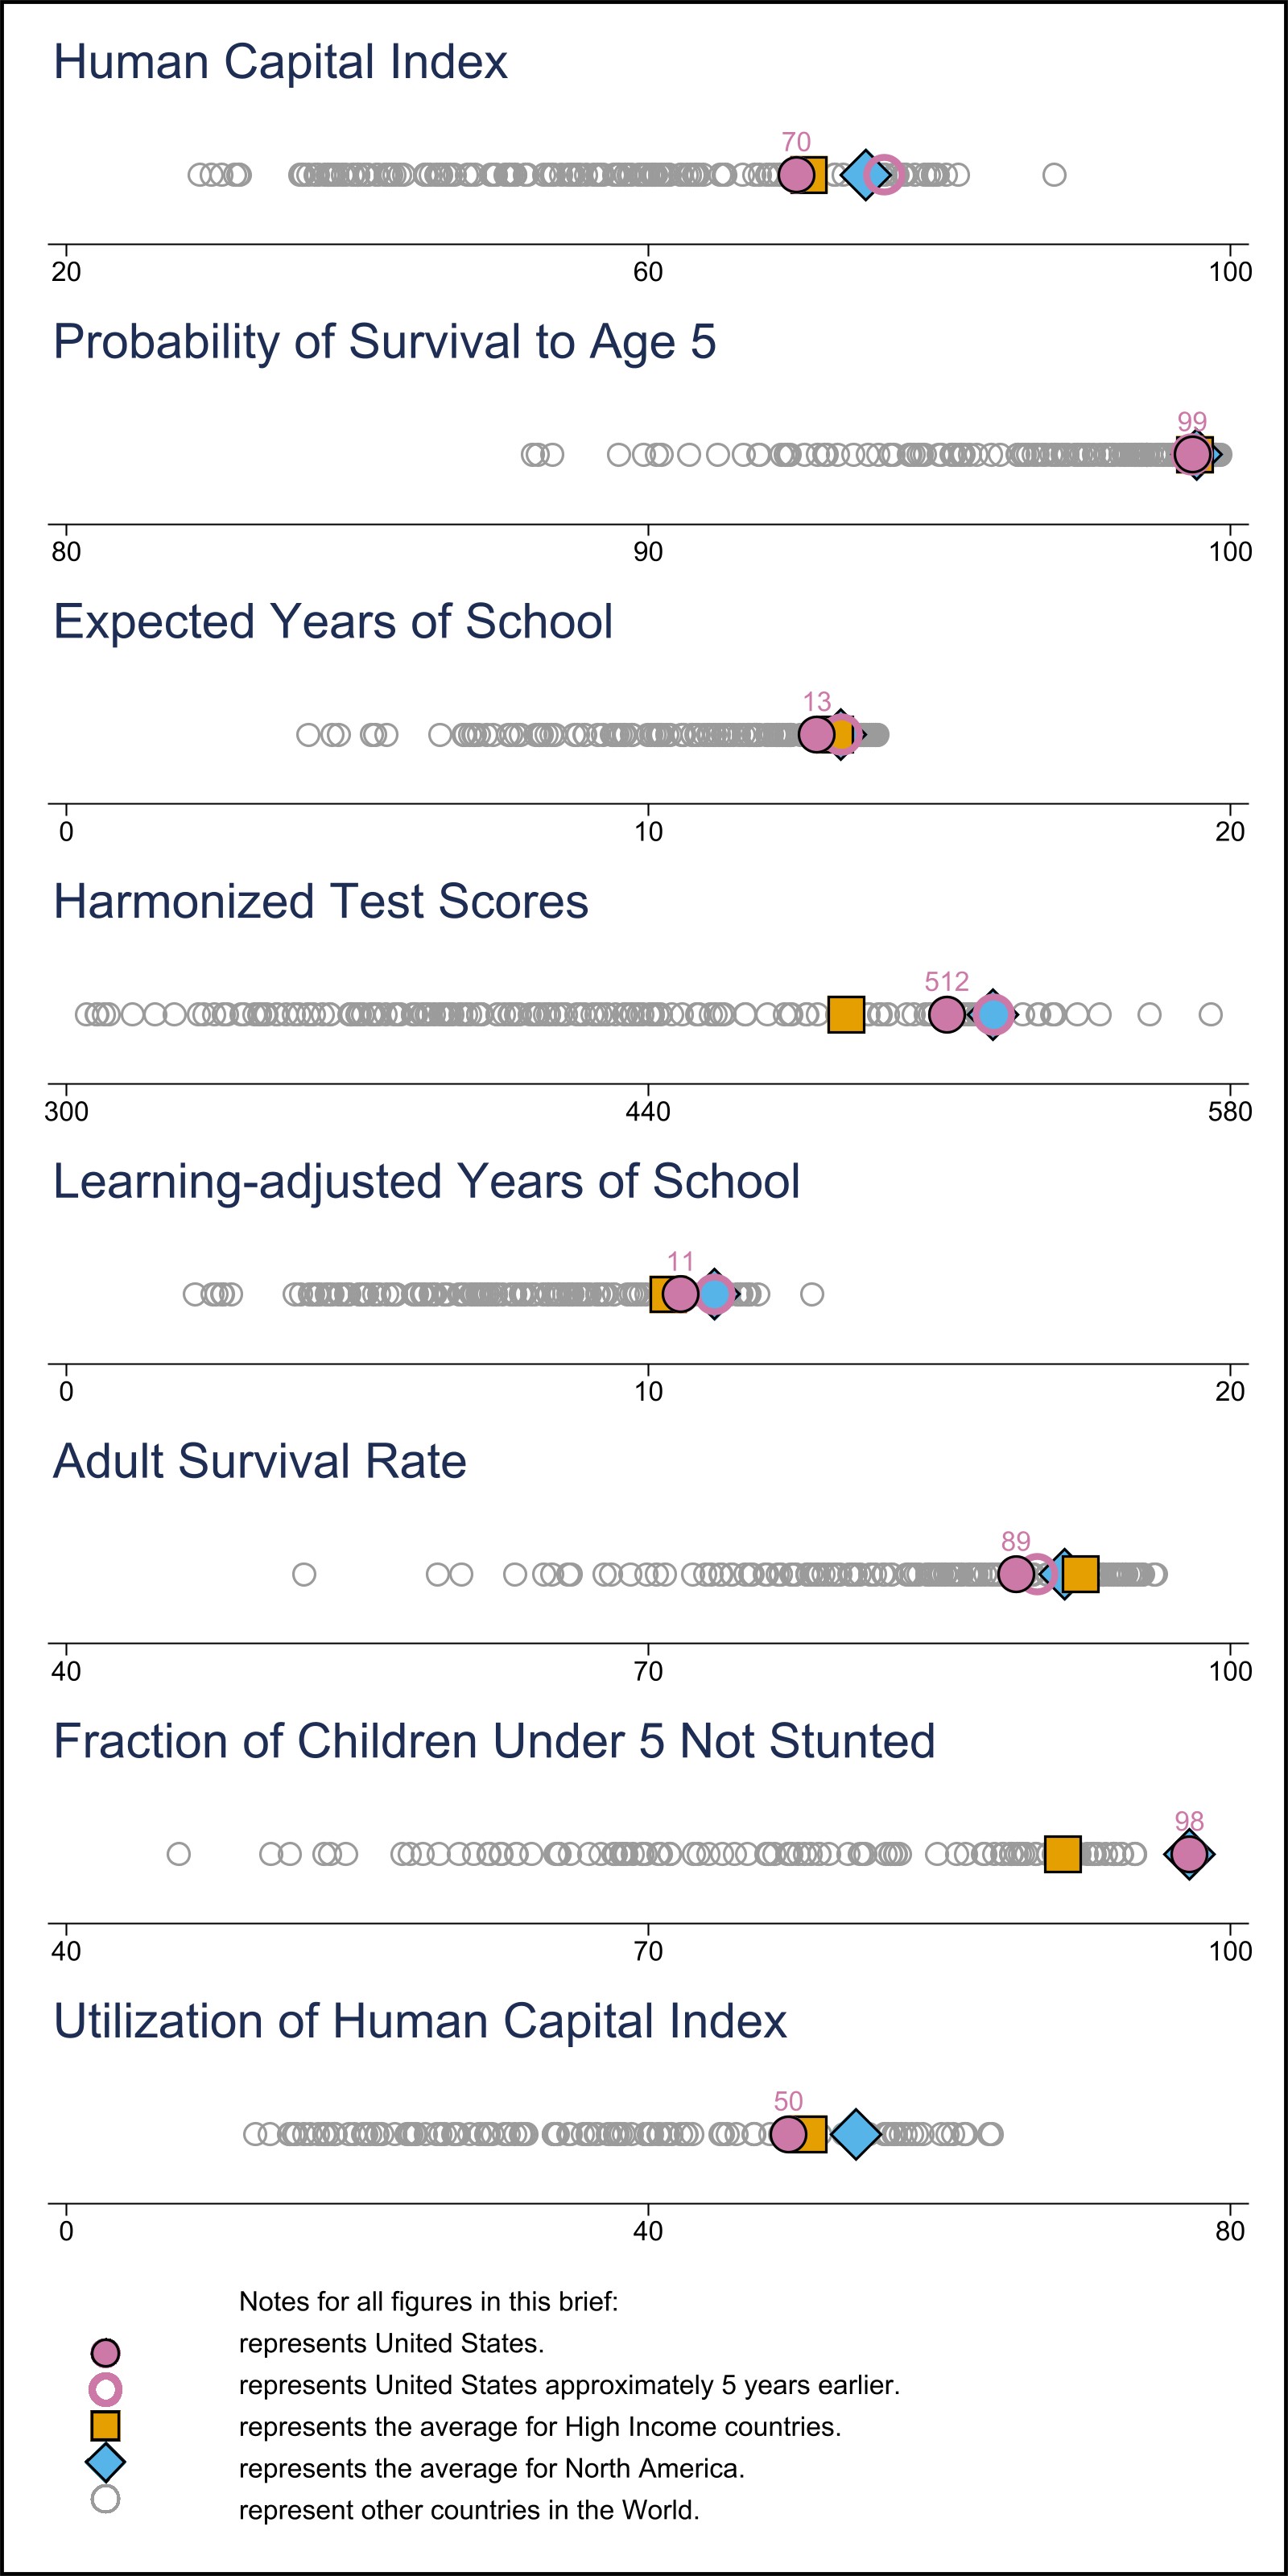 Human Capital Index
70
20 60 100
Probability of Survival to Age 5
99
80 90 100
Expected Years of School
13
0 10 20
Harmonized Test Scores
512
300 440 580
Learning-adjusted Years of School
11
0 10 20
Adult Survival Rate
89
40 70 100
Fraction of Children Under 5 Not Stunted
98
40 70 100
Utilization of Human Capital Index
50
0 40 80
Notes for all figures in this brief:
represents United States.
represents United States approximately 5 years earlier.
represents the average for High Income countries.
represents the average for North America.
represent other countries in the World.